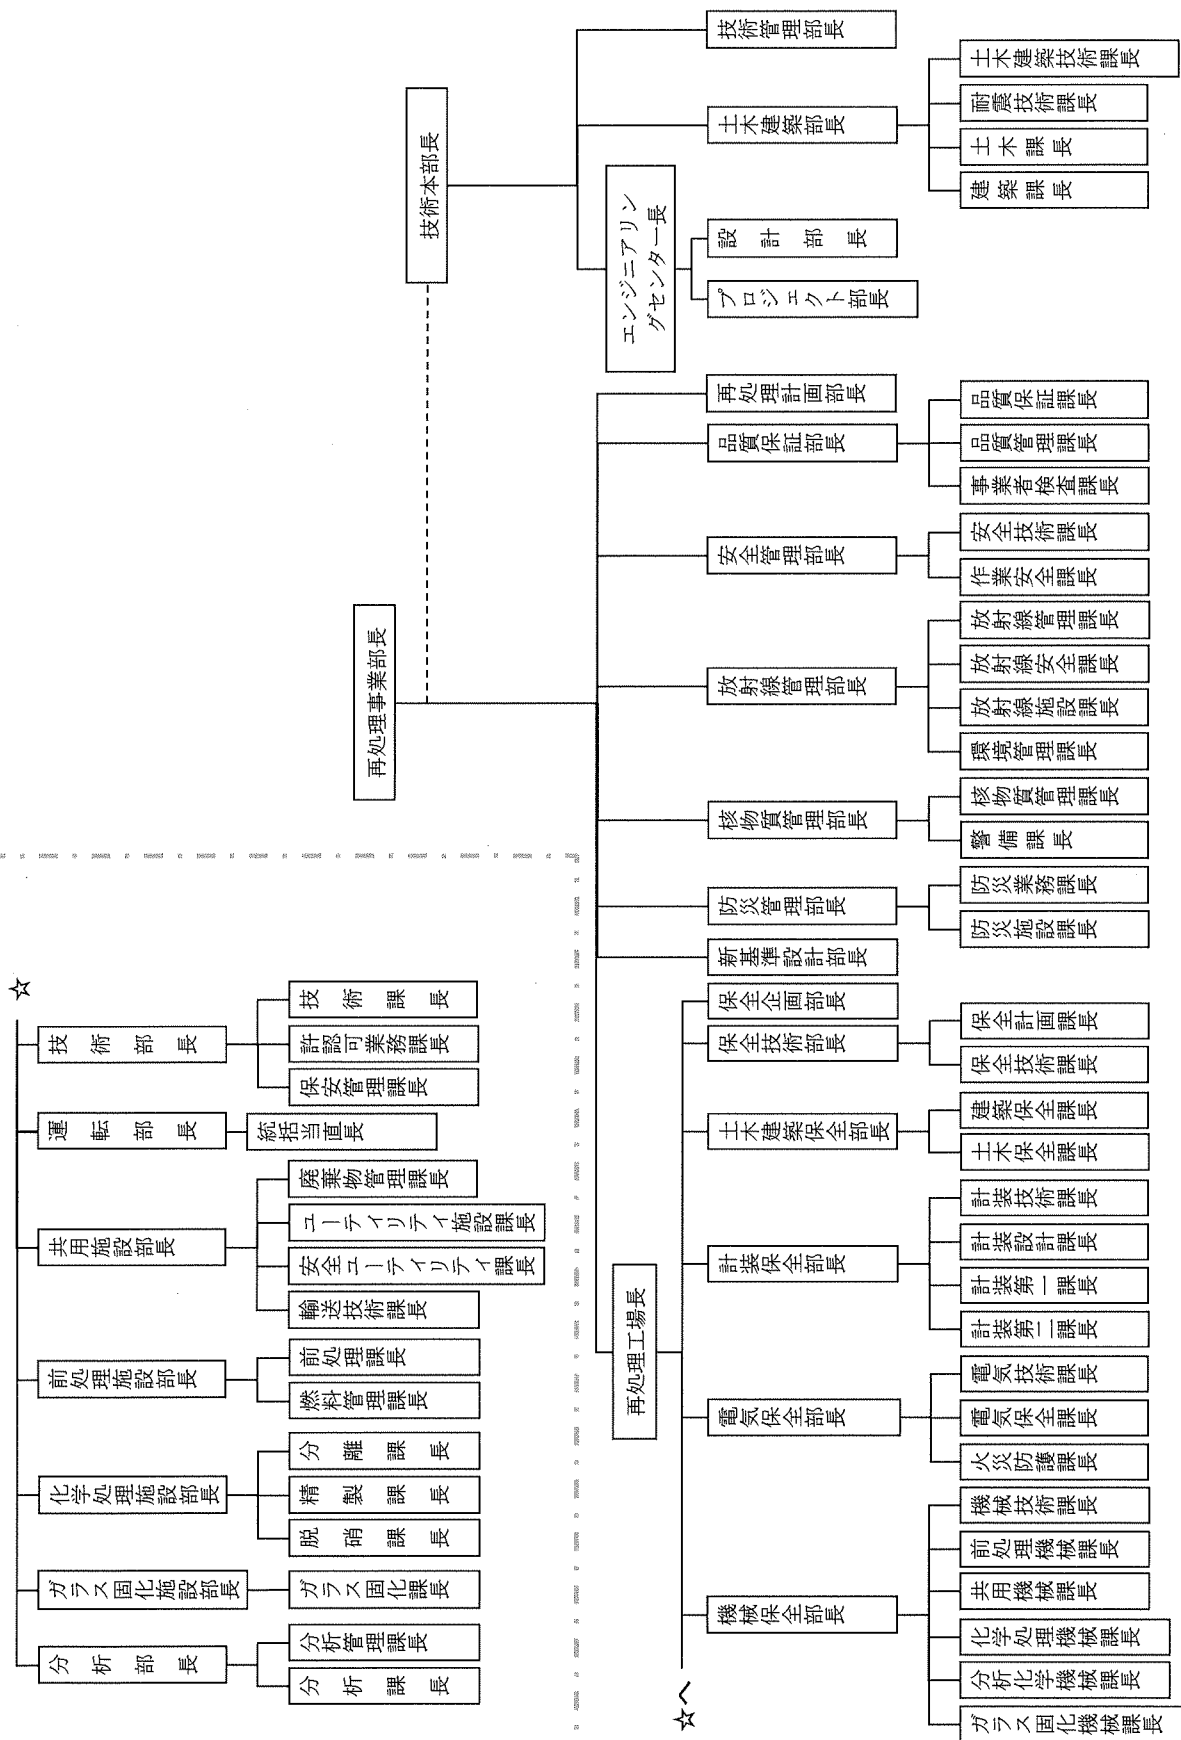 技術本部長
技術管理部長
土木建築部長
土木建築技術課長
耐震技術課長
土木課長
建築課長
エンジニアリン
グセンター長
設計部長
プロジェクト部長
再処理事業部長
再処理計画部長
品質保証部長
品質保証課長
品質管理課長
事業者検査課長
安全管理部長
安全技術課長
作業安全課長
放射線管理部長
放射線管理課長
放射線安全課長
放射線施設課長
環境管理課長
核物質管理部長
核物質管理課長
警備課長
防災管理部長
防災業務課長
防災施設課長
新基準設計部長
再処理工場長
保全企画部長
保全技術部長
保全計画課長
保全技術課長
土木建築保全部長
建築保全課長
土木保全課長
計装保全部長
計装技術課長
計装設計課長
計装第一課長
計装第二課長
電気保全部長
電気技術課長
電気保全課長
火災防護課長
機械保全部長
機械技術課長
前処理機械課長
共用機械課長
化学処理機械課長
分析化学機械課長
ガラス固化機械課長
☆へ
☆
技術部長
技術課長
許認可業務課長
保安管理課長
運転部長
統括当直長
共用施設部長
廃棄物管理課長
ユーティリティ施設課長
安全ユーティリティ課長
輸送技術課長
前処理施設部長
前処理課長
燃料管理課長
化学処理施設部長
分離課長
精製課長
脱硝課長
ガラス固化施設部長
ガラス固化課長
分析部長
分析管理課長
分析課長